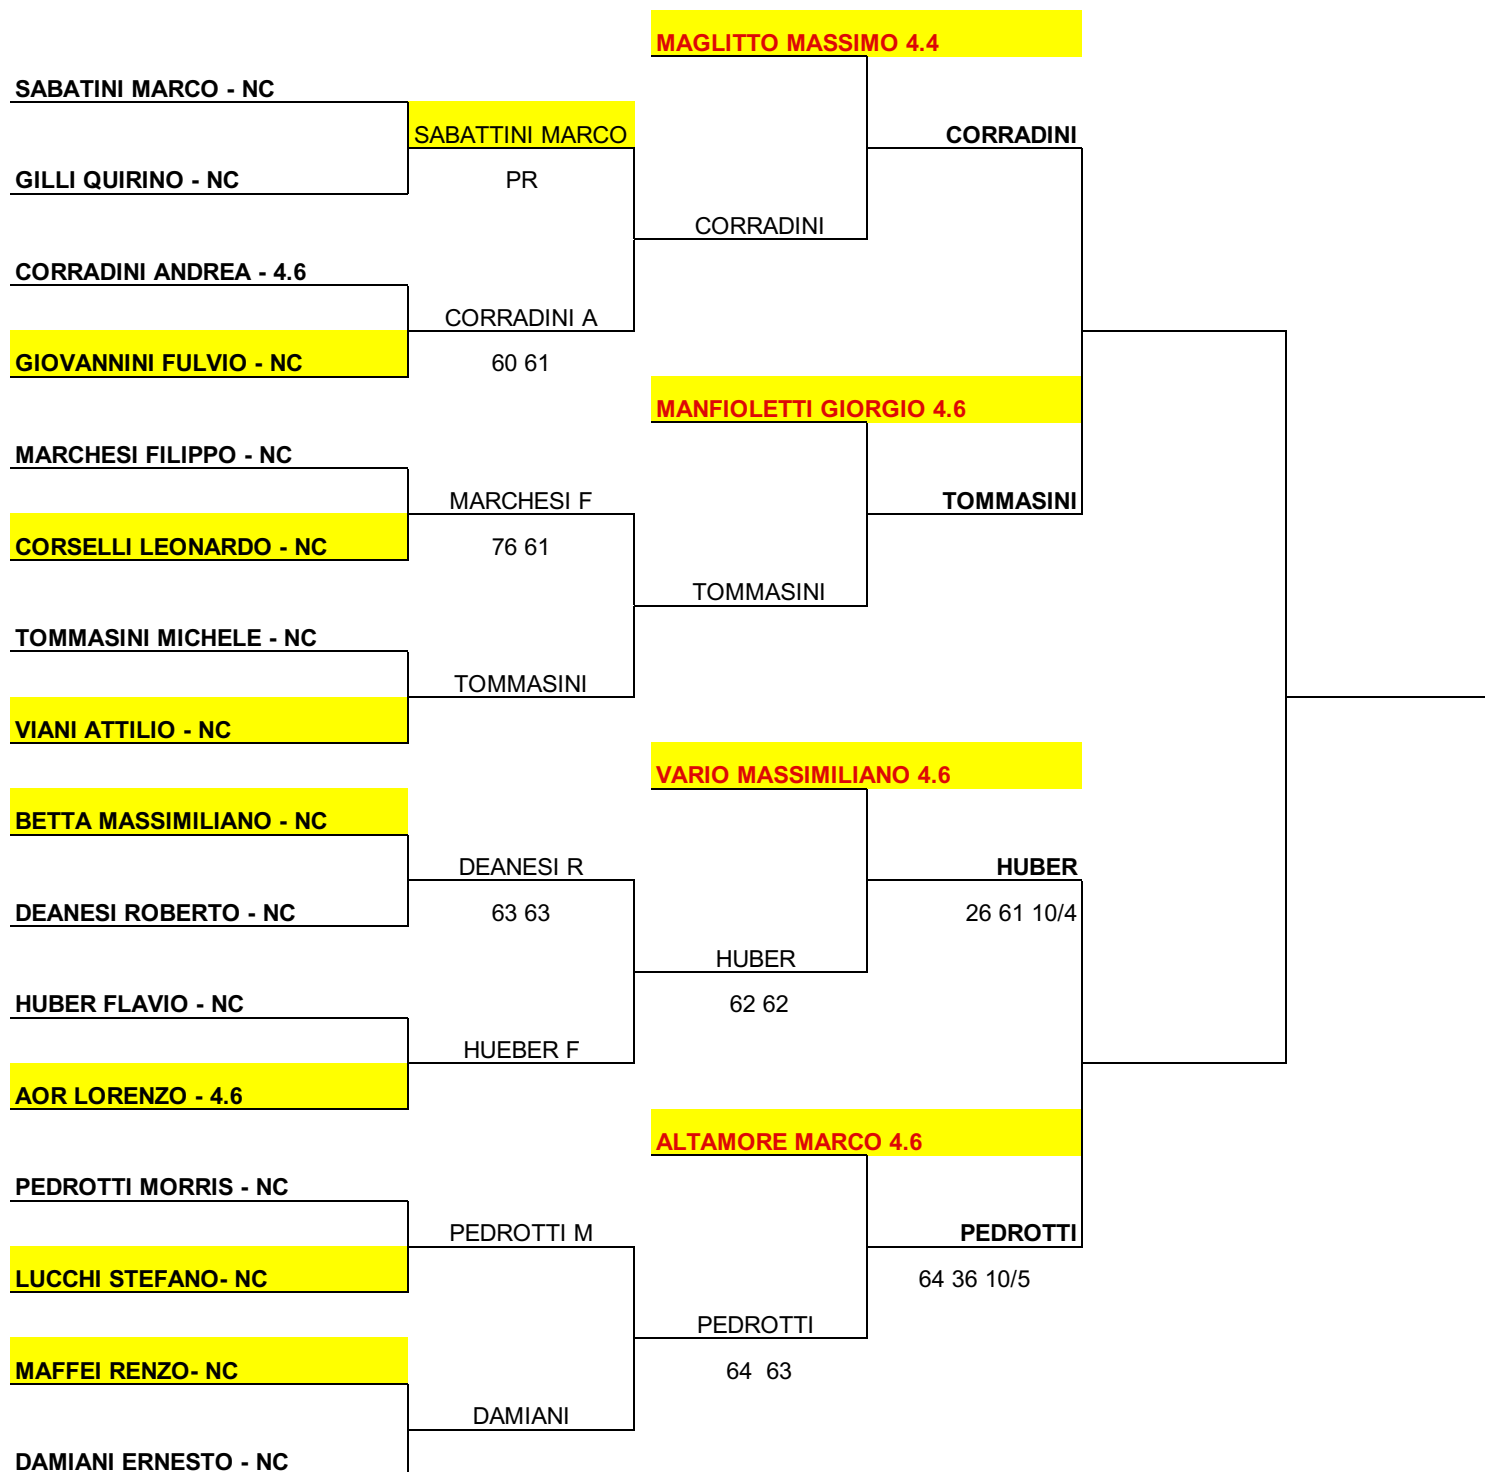 MAGLITTO MASSIMO 4.4
SABATINI MARCO - NC
SABATTINI MARCO
CORRADINI
GILLI QUIRINO - NC
PR
CORRADINI
CORRADINI ANDREA - 4.6
CORRADINI A
GIOVANNINI FULVIO - NC
60 61
MANFIOLETTI GIORGIO 4.6
MARCHESI FILIPPO - NC
MARCHESI F
TOMMASINI
CORSELLI LEONARDO - NC
76 61
TOMMASINI
TOMMASINI MICHELE - NC
TOMMASINI
VIANI ATTILIO - NC
VARIO MASSIMILIANO 4.6
BETTA MASSIMILIANO - NC
DEANESI R
HUBER
DEANESI ROBERTO - NC
63 63
26 61 10/4
HUBER
HUBER FLAVIO - NC
62 62
HUEBER F
AOR LORENZO - 4.6
ALTAMORE MARCO 4.6
PEDROTTI MORRIS - NC
PEDROTTI M
PEDROTTI
LUCCHI STEFANO- NC
64 36 10/5
PEDROTTI
MAFFEI RENZO- NC
64  63
DAMIANI
DAMIANI ERNESTO - NC